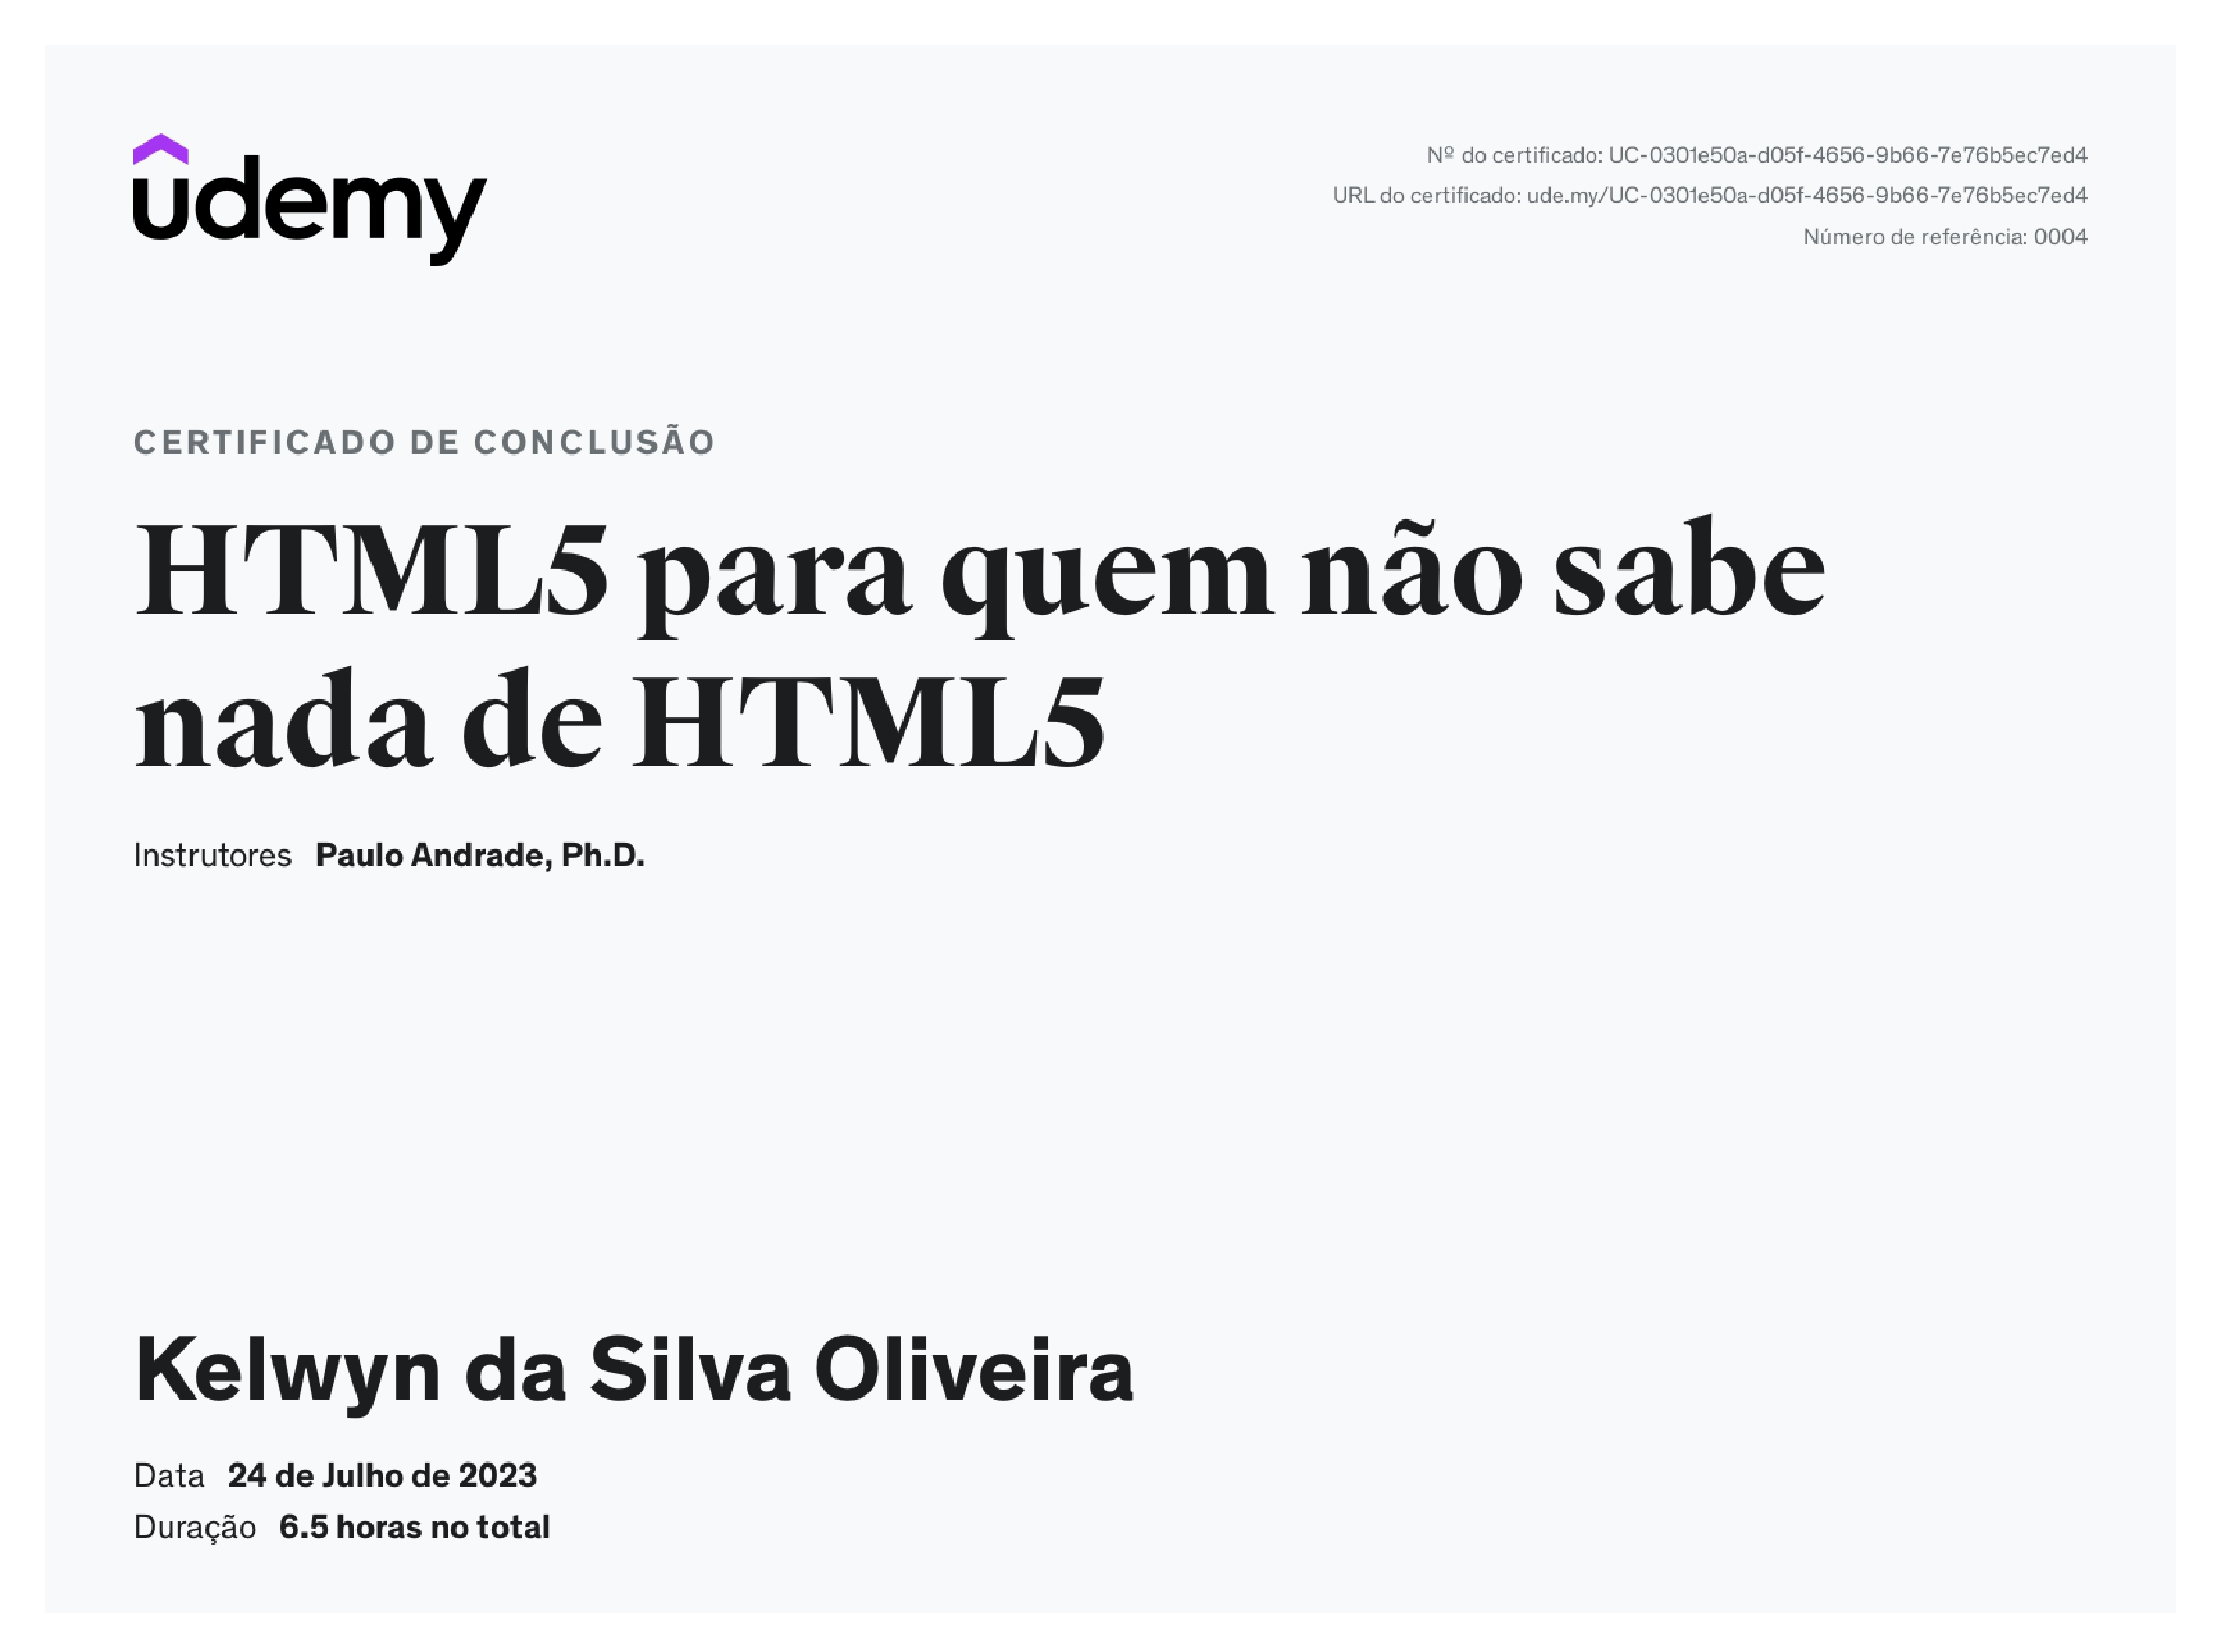 udemy
Nº do certificado: UC-0301e50a-d05f-4656-9b66-7e76b5ec7ed4
URL do certificado: ude.my/UC-0301e50a-d05f-4656-9b66-7e76b5ec7ed4
Número de referência: 0004
CERTIFICADO DE CONCLUSÃO
HTML5 para quem não sabe
nada de HTML5
Instrutores Paulo Andrade, Ph.D.
Kelwyn da Silva Oliveira
Data 24 de Julho de 2023
Duração 6.5 horas no total